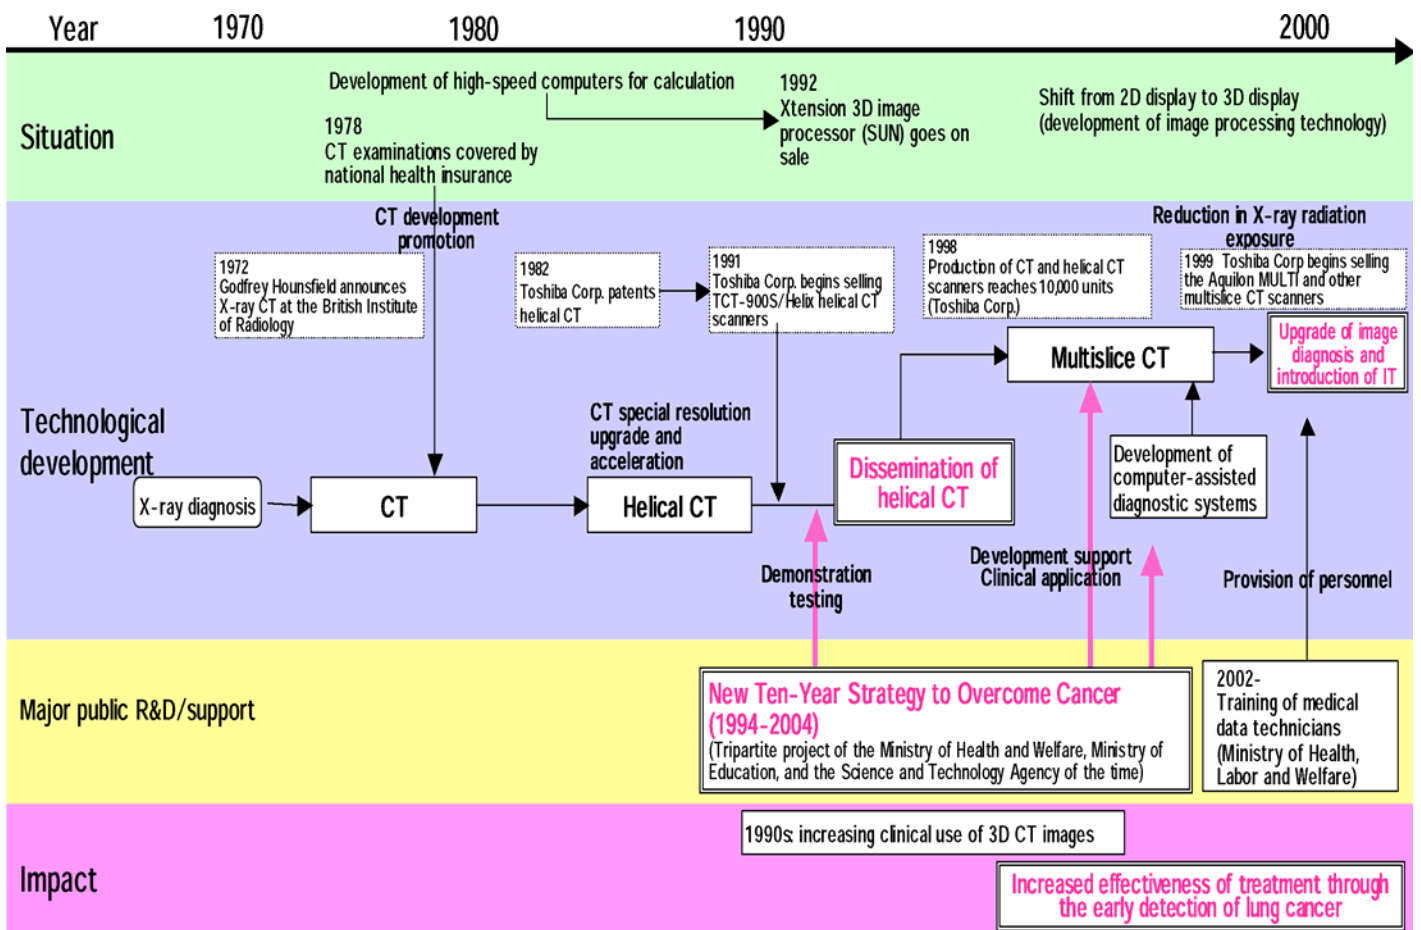 Year
1970
1980
1990
2000
Situation
Development of high-speed computers for calculation
1978
CT examinations covered by
national health insurance
1992
Xtension 3D image
processor (SUN) goes on
sale
Shift from 2D display to 3D display
(development of image processing technology)
Technological
development
CT development
promotion
1972
Godfrey Hounsfield announces
X-ray CT at the British Institute
of Radiology
1982
Toshiba Corp. patents
helical CT
1991
Toshiba Corp. begins selling
TCT-900S/Helix helical CT
scanners
1998
Production of CT and helical CT
scanners reaches 10,000 units
(Toshiba Corp.)
Reduction in X-ray radiation
exposure
1999 Toshiba Corp begins selling
the Aquilon MULTI and other
multislice CT scanners
Upgrade of image
diagnosis and
introduction of IT
Multislice CT
CT special resolution
upgrade and
acceleration
Dissemination of
helical CT
Development of
computer-assisted
diagnostic systems
X-ray diagnosis
CT
Helical CT
Demonstration
testing
Development support
Clinical application
Provision of personnel
Major public R&D/support
New Ten-Year Strategy to Overcome Cancer
(1994-2004)
(Tripartite project of the Ministry of Health and Welfare, Ministry of
Education, and the Science and Technology Agency of the time)
2002-
Training of medical
data technicians
(Ministry of Health,
Labor and Welfare)
Impact
1990s: increasing clinical use of 3D CT images
Increased effectiveness of treatment through
the early detection of lung cancer